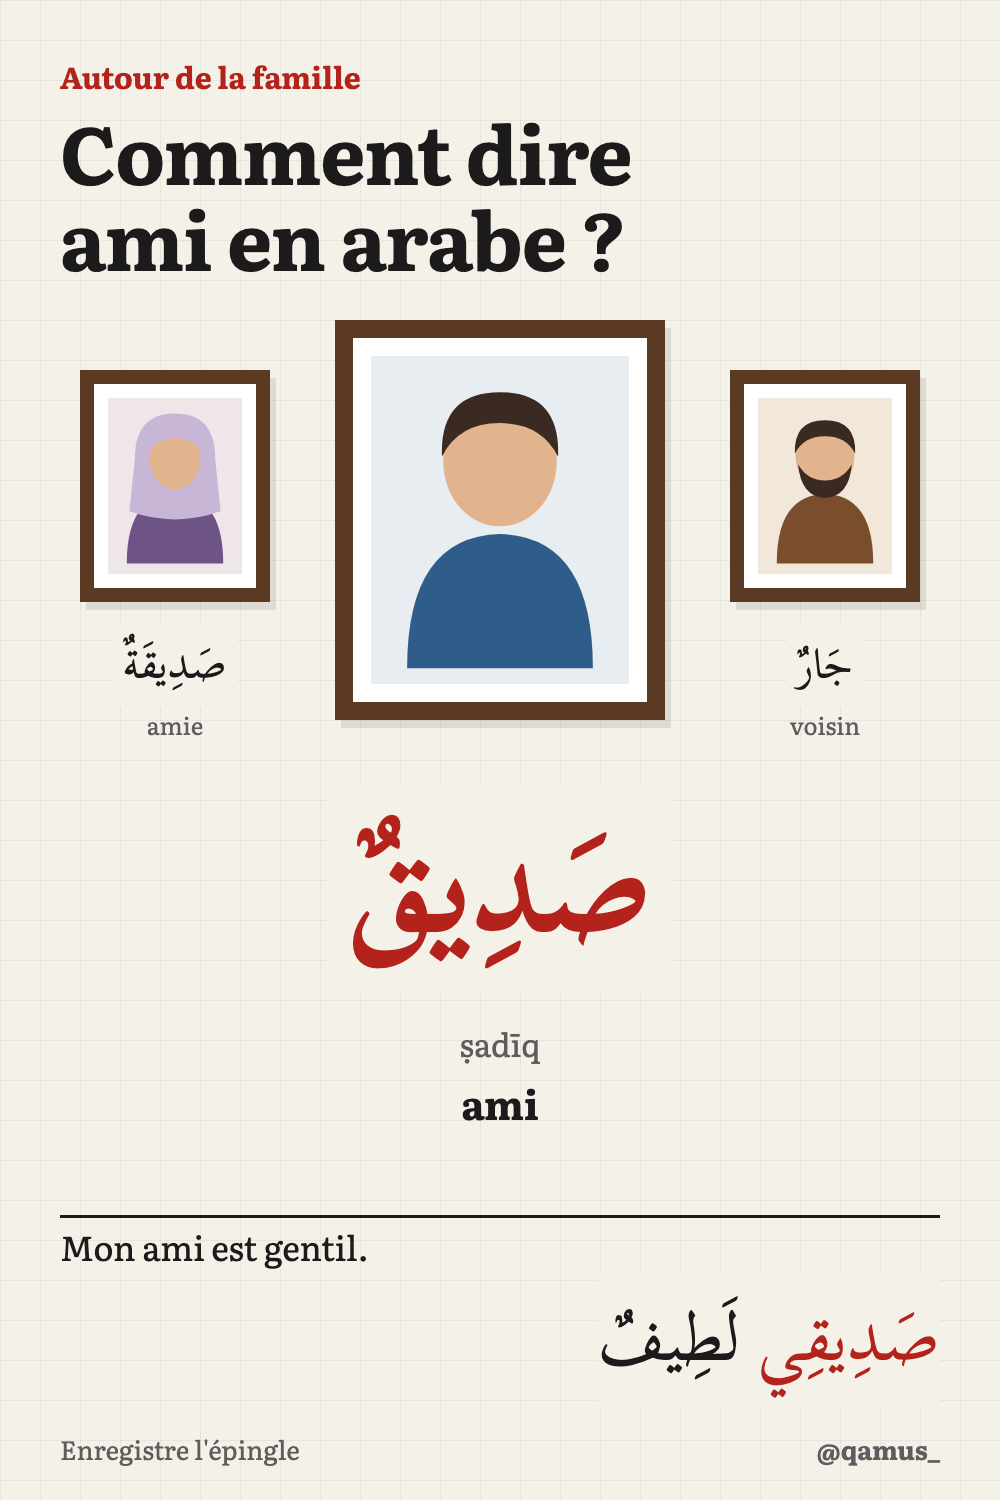 Autour de la famille
Comment dire
ami en arabe ?
صَدِيقَةٌ
amie
جَارٌ
voisin
صَدِيقٌ
ṣadīq
ami
Mon ami est gentil.
صَدِيقِي لَطِيفٌ
Enregistre l'épingle
@qamus_